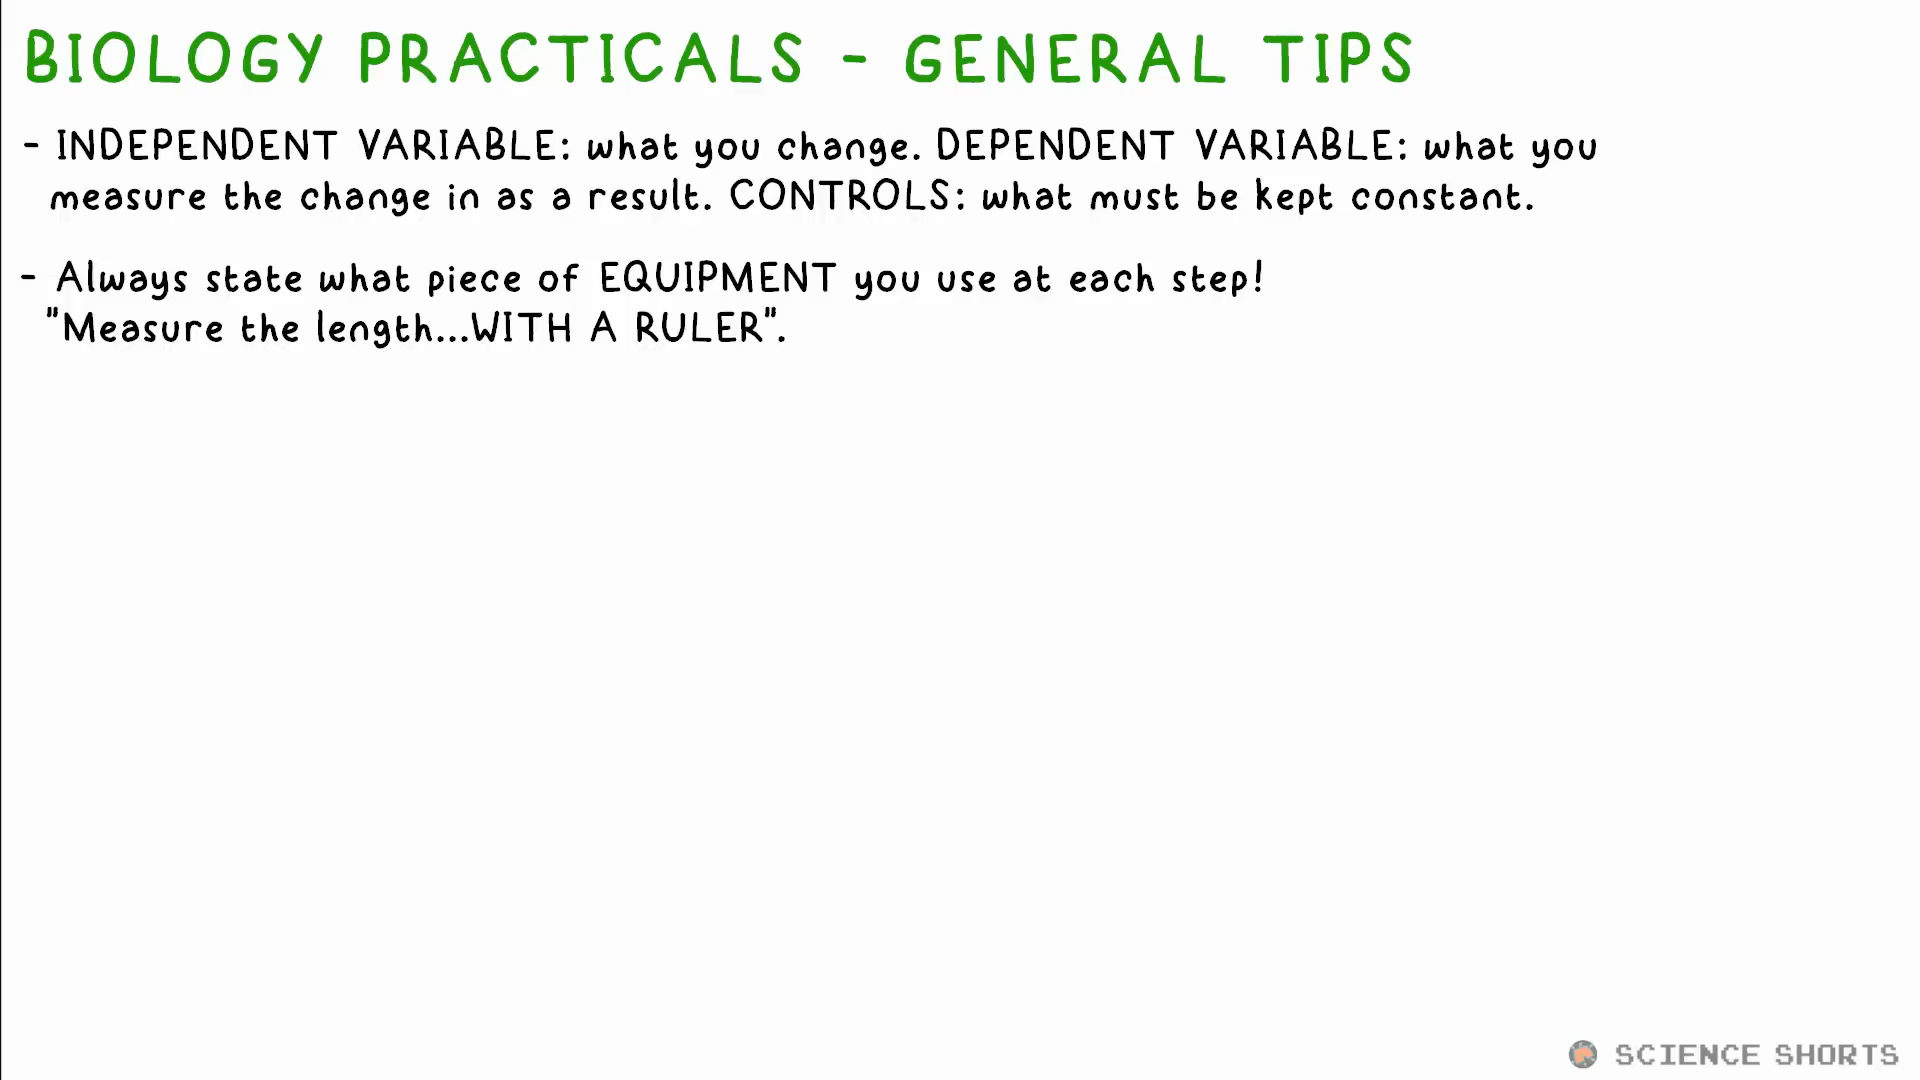 BIOLOGY PRACTICALS - GENERAL TIPS
- INDEPENDENT VARIABLE: what you change. DEPENDENT VARIABLE: what you
measure the change in as a result. CONTROLS: what must be kept constant.
- Always state what piece of EQUIPMENT you use at each step!
"Measure the length...WITH A RULER".
SCIENCE SHORTS